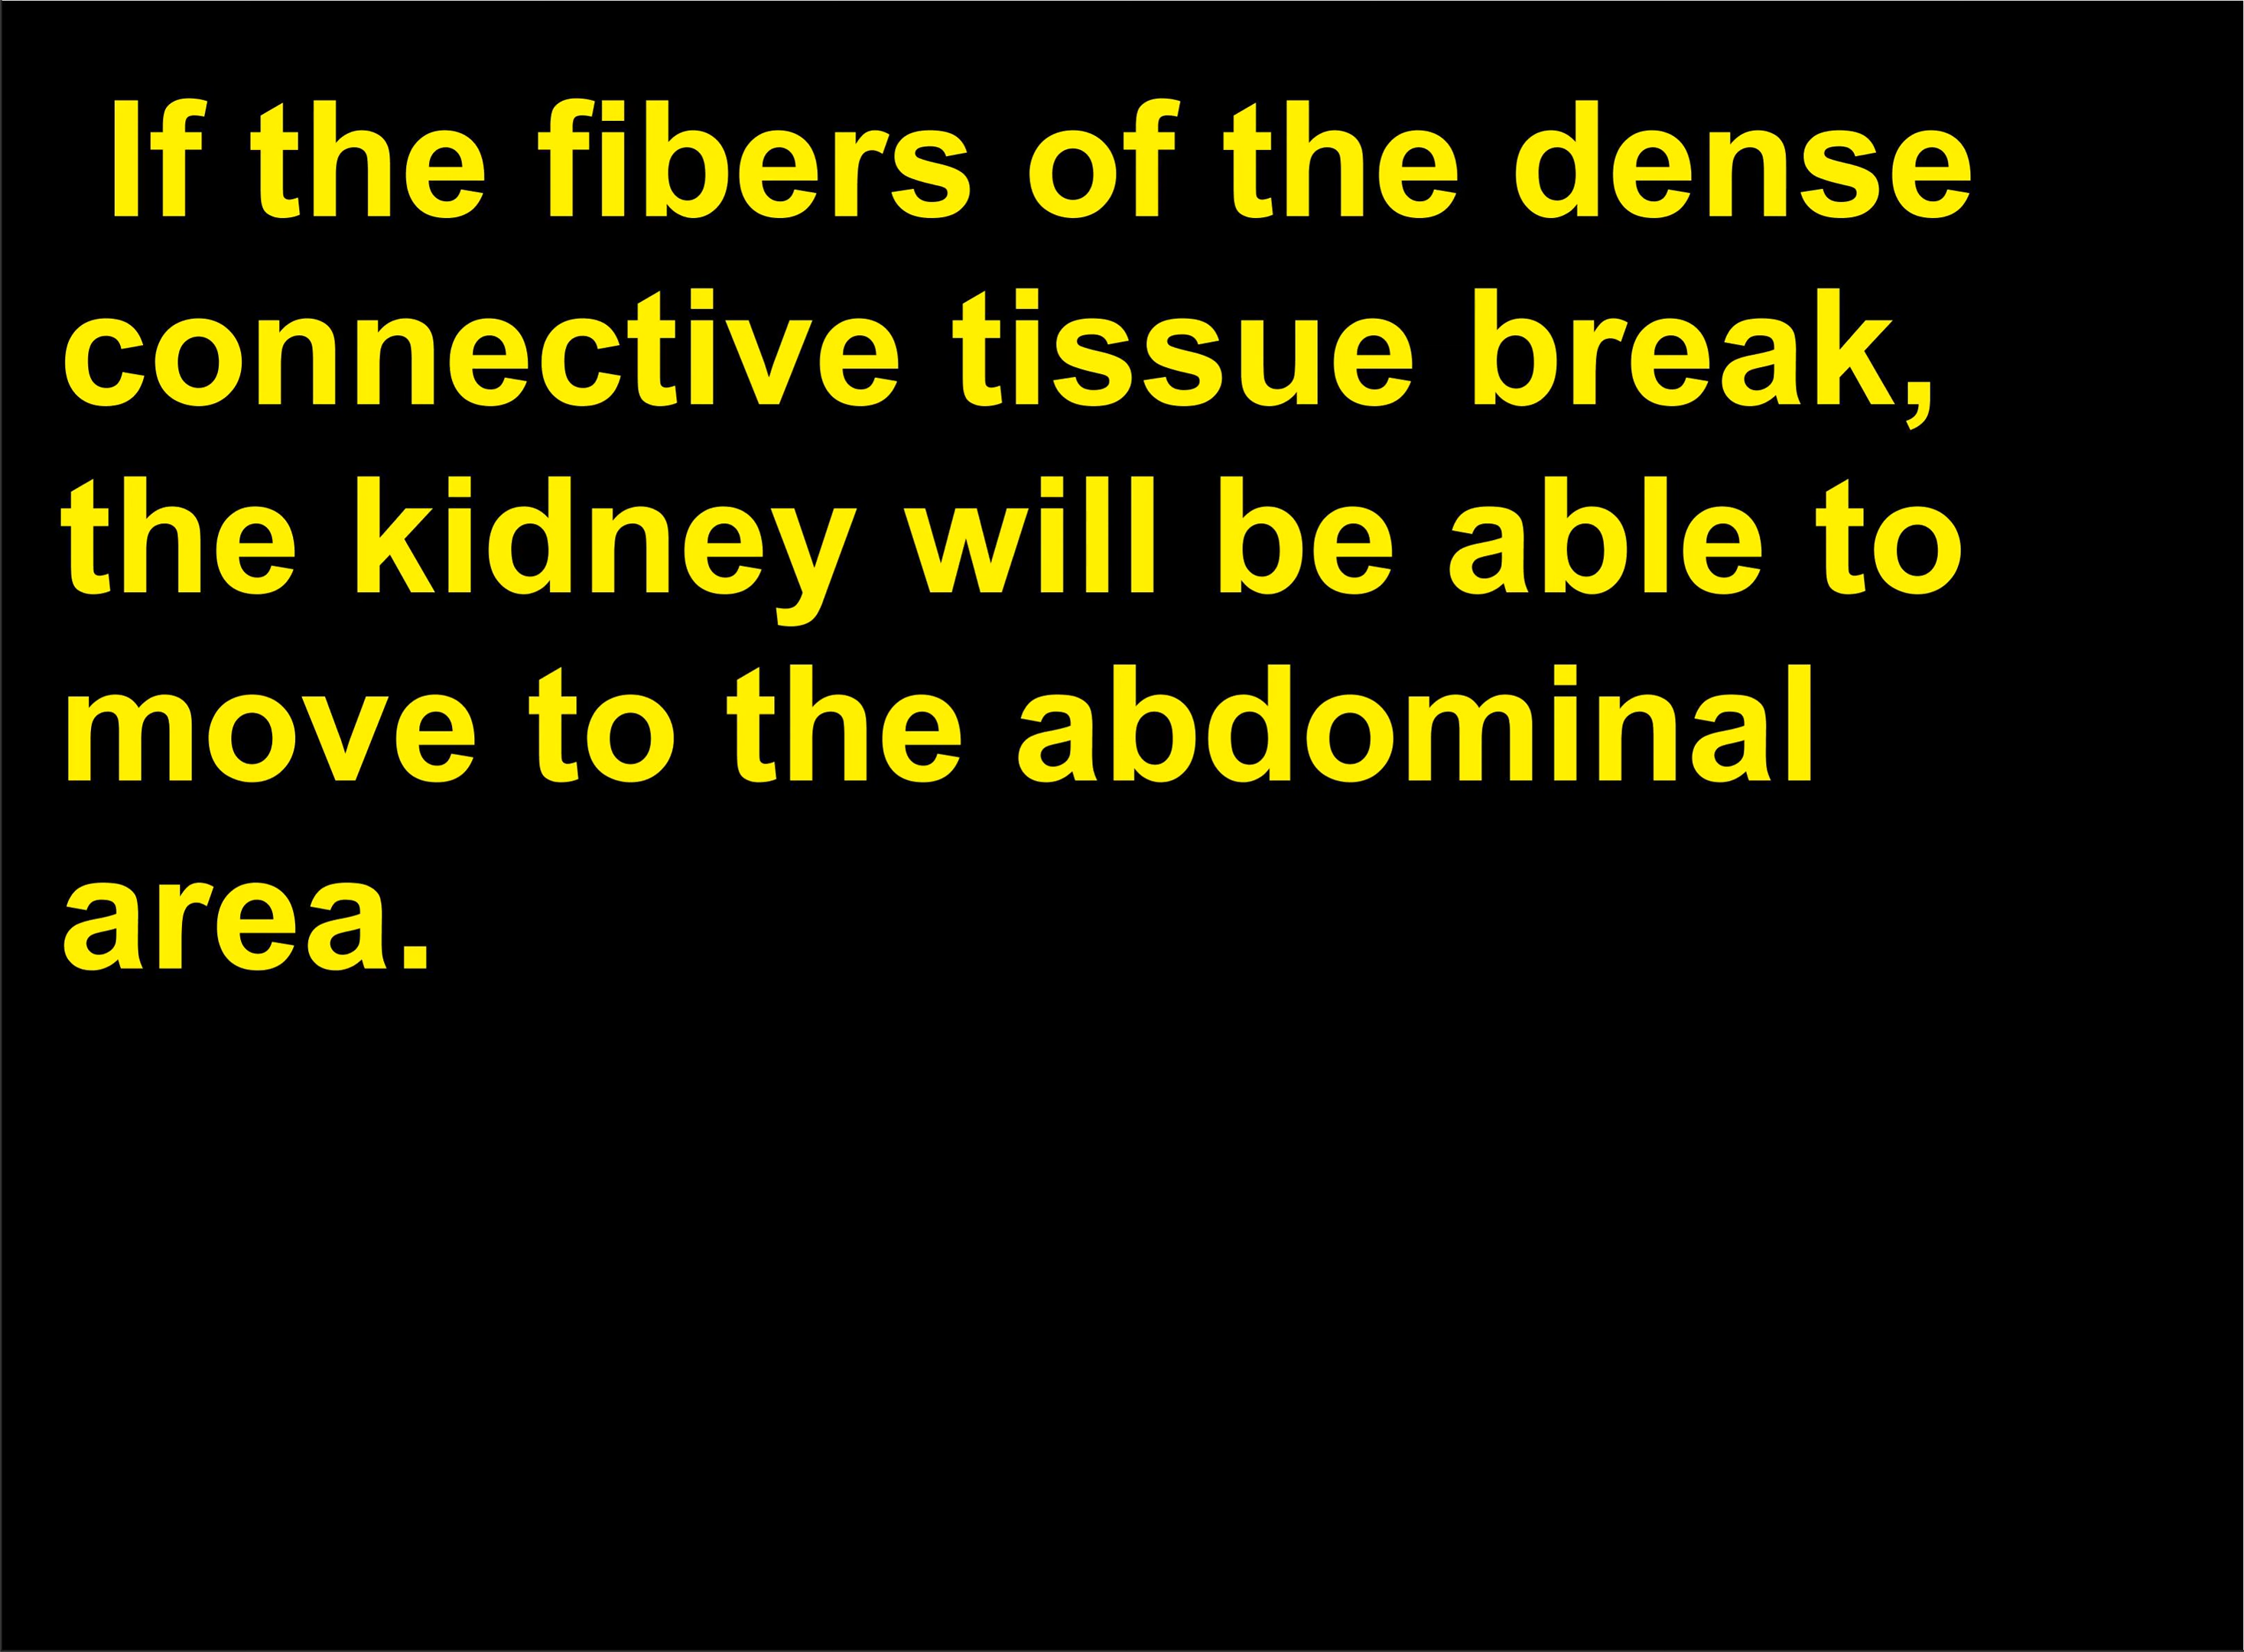 If the fibers of the dense
connective tissue break,
the kidney will be able to
move to the abdominal
area.